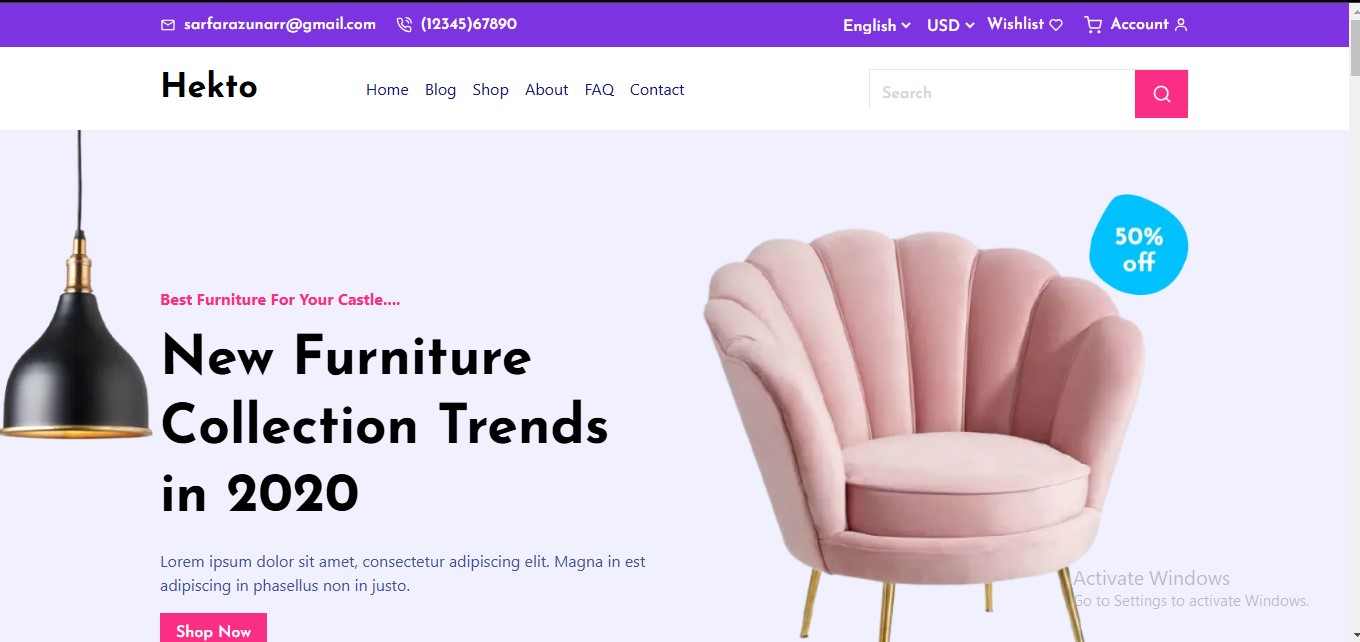 sarfarazunarr@gmail.com (12345)67890 English USD Wishlist Account
Hekto Home Blog Shop About FAQ Contact Search
50%
off
Best Furniture For Your Castle....
New Furniture
Collection Trends
in 2020
Lorem ipsum dolor sit amet, consectetur adipiscing elit. Magna in est
adipiscing in phasellus non in justo.
Shop Now
Activate Windows
Go to Settings to activate Windows.